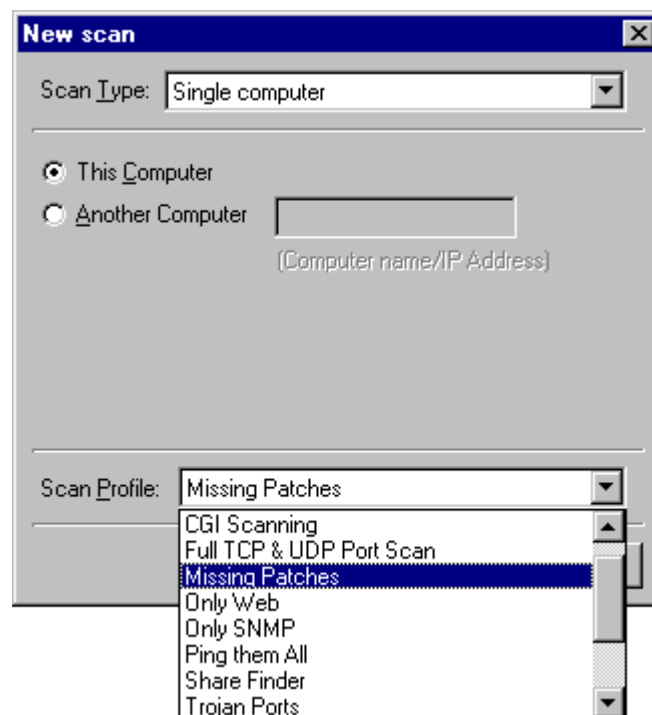 New scan
Scan Type: Single computer
This Computer
Another Computer
(Computer name/IP Address)
Scan Profile: Missing Patches
CGI Scanning
Full TCP & UDP Port Scan
Missing Patches
Only Web
Only SNMP
Ping them All
Share Finder
Trojan Ports